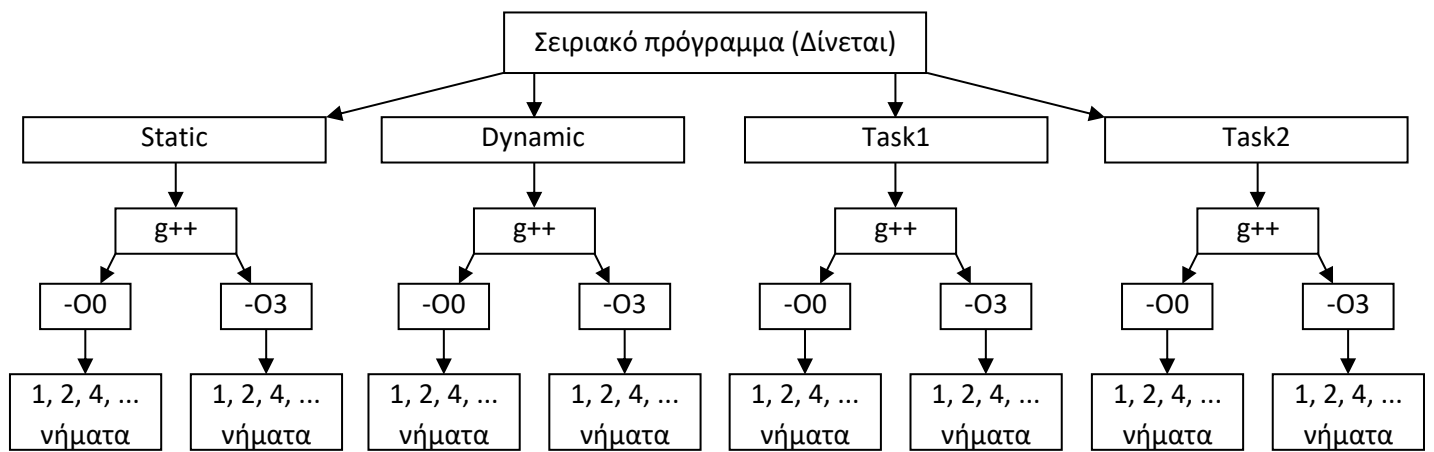 Σειριακό πρόγραμμα (Δίνεται)
Static
Dynamic
Task1
Task2
g++
g++
g++
g++
-O0
-O3
-O0
-O3
-O0
-O3
-O0
-O3
1, 2, 4, ...
νήματα
1, 2, 4, ...
νήματα
1, 2, 4, ...
νήματα
1, 2, 4, ...
νήματα
1, 2, 4, ...
νήματα
1, 2, 4, ...
νήματα
1, 2, 4, ...
νήματα
1, 2, 4, ...
νήματα